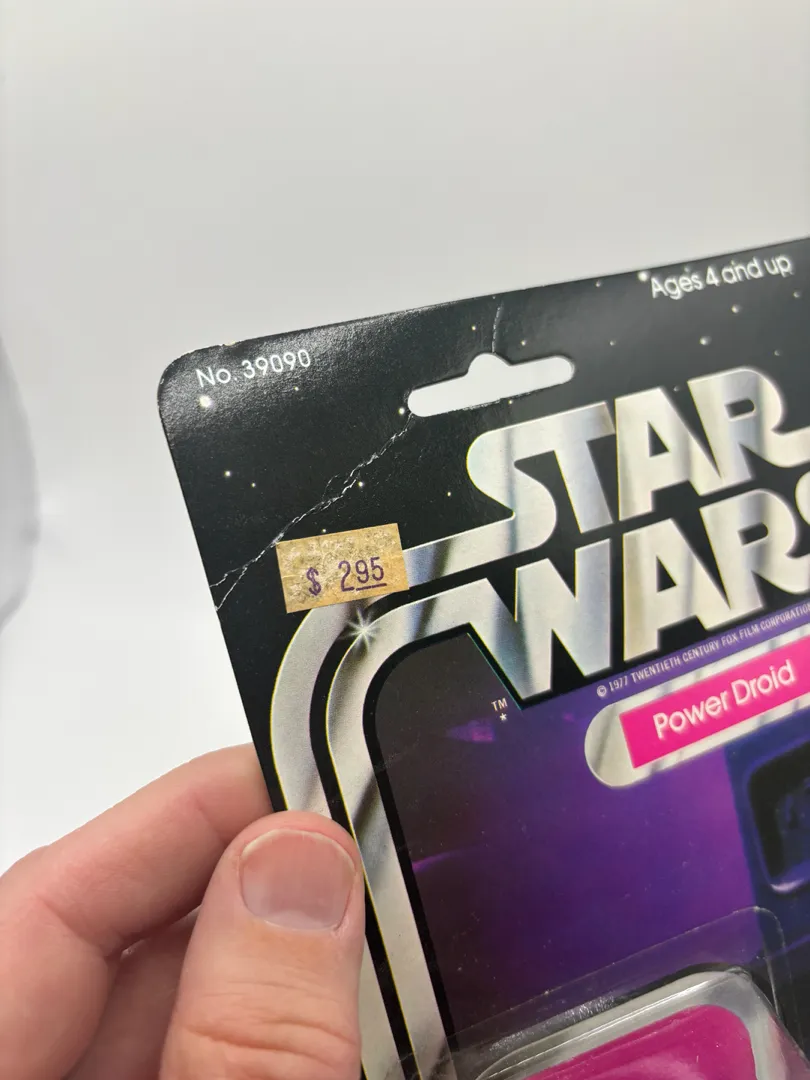 Ages 4 and up
No. 39090
STAR
WARS
$ 295
© 1977 TWENTIETH CENTURY FOX FILM CORPORATION
Power Droid
TM